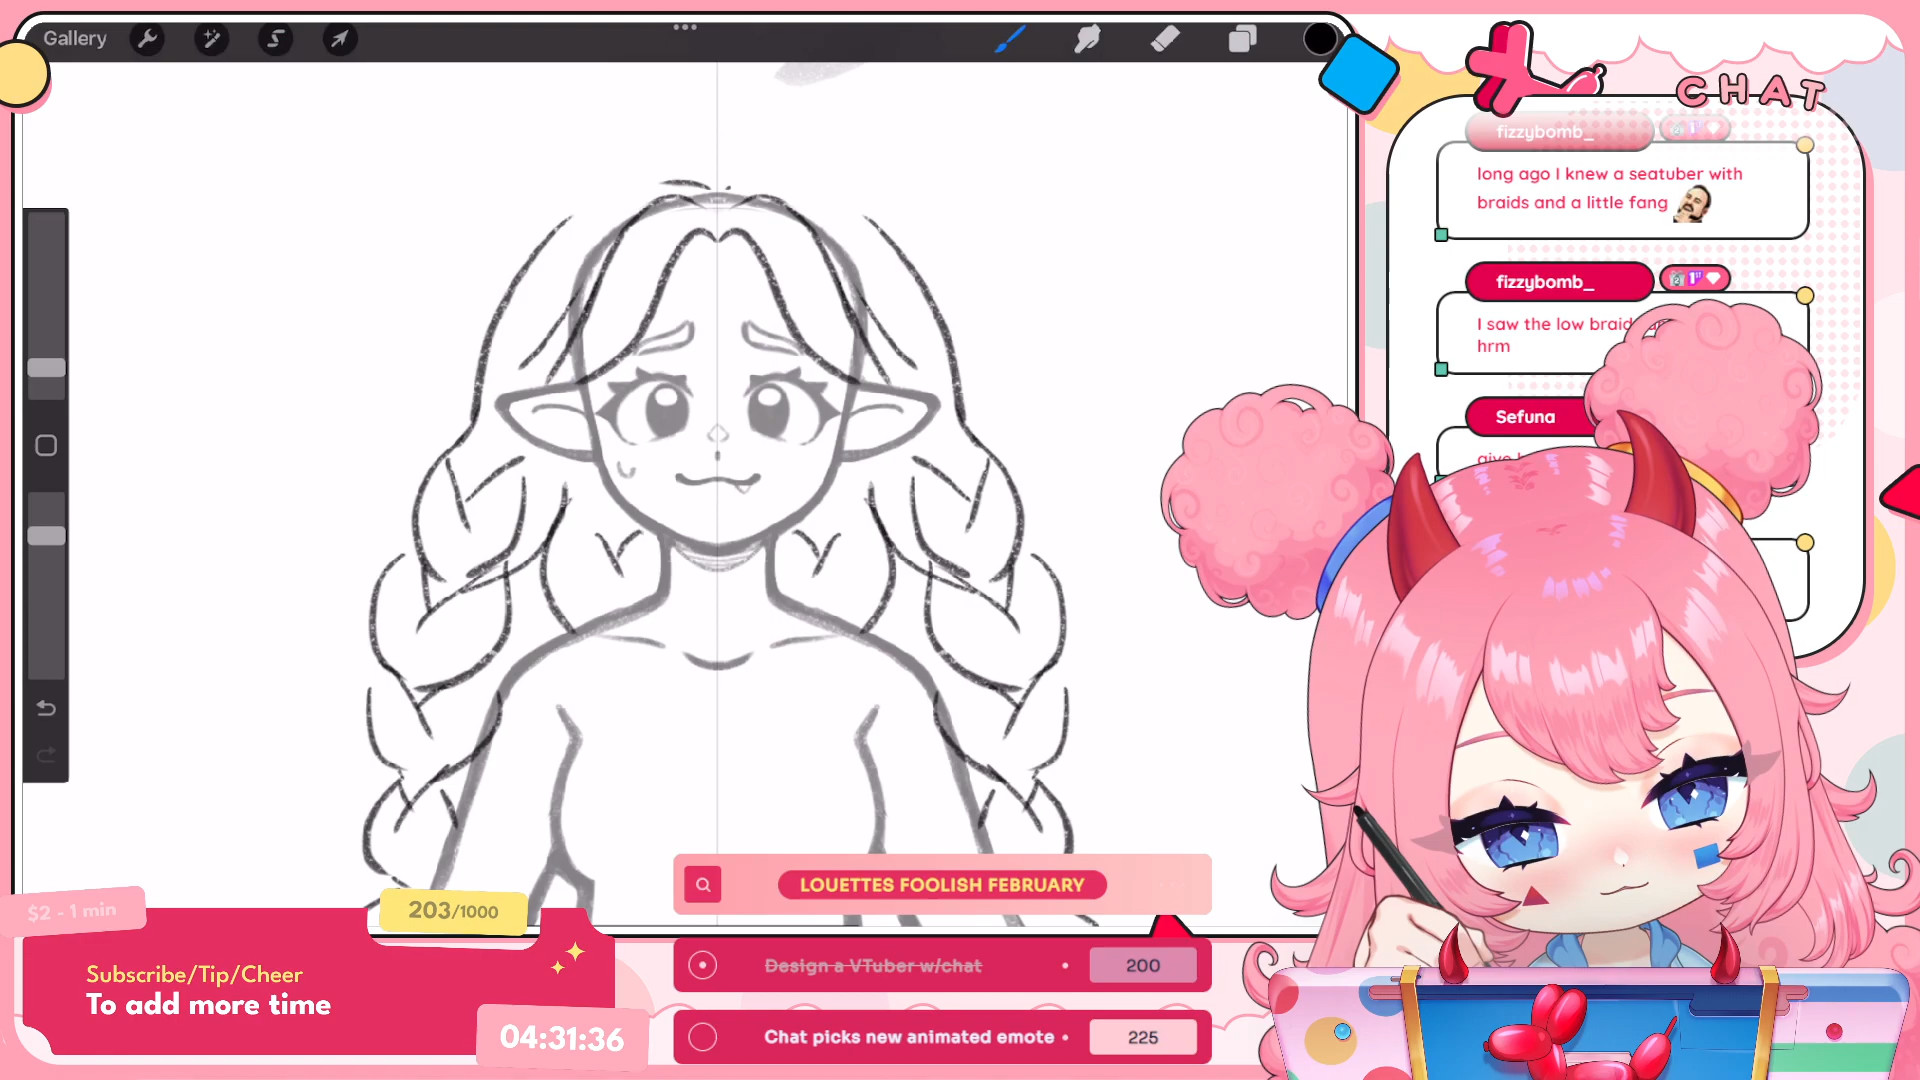 Gallery
CHAT
fizzybomb_
long ago I knew a seatuber with
braids and a little fang
fizzybomb_
1ST
I saw the low braid
hrm
Sefuna
$2 - 1 min
203/1000
Subscribe/Tip/Cheer
To add more time
04:31:36
LOUETTES FOOLISH FEBRUARY
Design a VTuber w/chat • 200
Chat picks new animated emote • 225